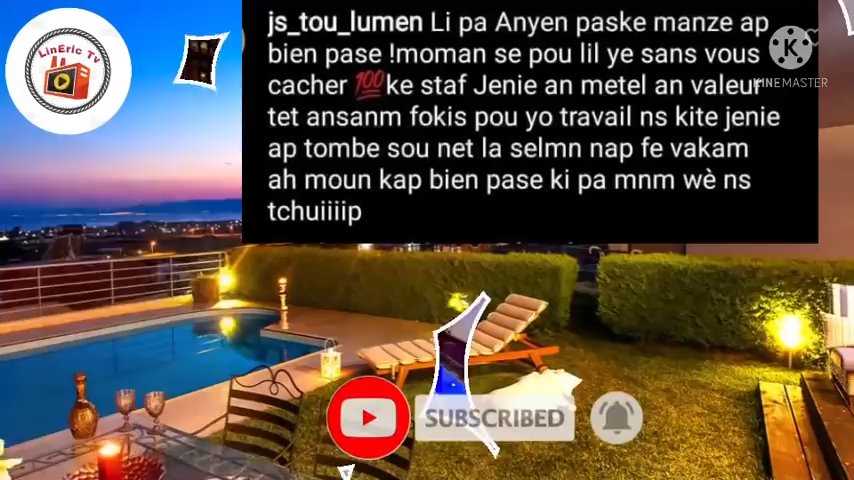 LinEric Tv
js_tou_lumen Li pa Anyen paske manze ap
bien pase !moman se pou lil ye sans vous
cacher 💯ke staf Jenie an metel an valeur
tet ansanm fokis pou yo travail ns kite jenie
ap tombe sou net la selmn nap fe vakam
ah moun kap bien pase ki pa mnm wè ns
tchuiiiip
KINEMASTER
SUBSCRIBED